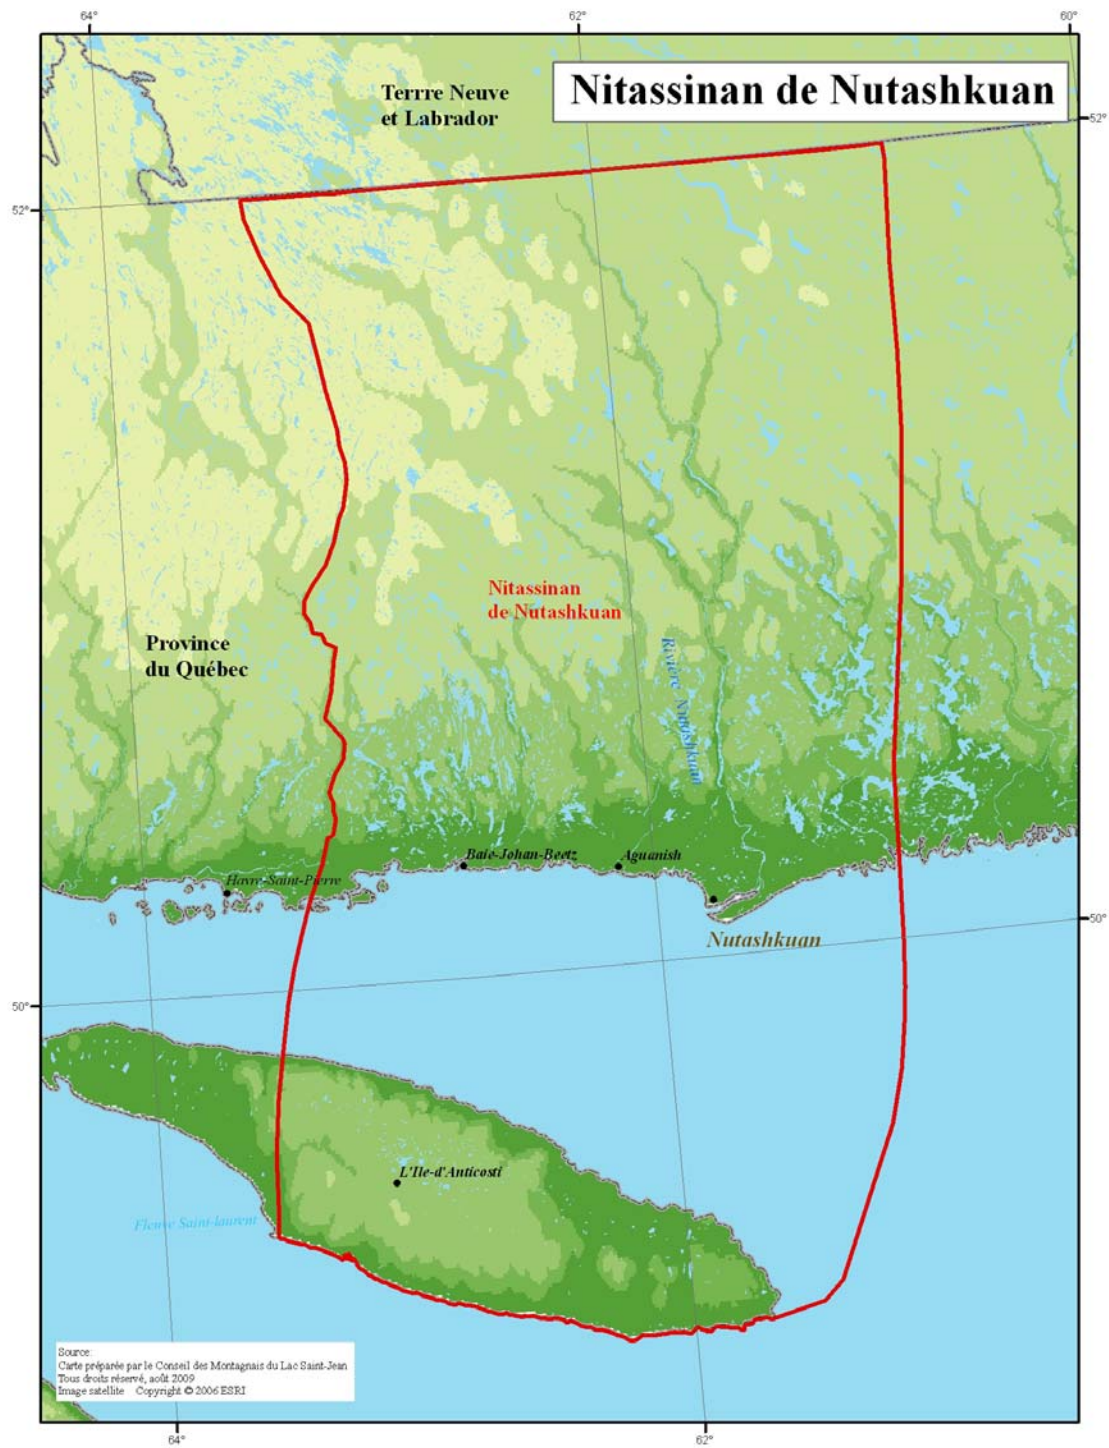 64°
62°
60°
Terrre Neuve
et Labrador
Nitassinan de Nutashkuan
52°
52°
Nitassinan
de Nutashkuan
Province
du Québec
Rivière Nutashkuan
Baie-Johan-Beetz
Aguanish
Havre-Saint-Pierre
50°
Nutashkuan
50°
L'Ile-d'Anticosti
Fleuve Saint-laurent
Source:
Carte préparée par le Conseil des Montagnais du Lac Saint-Jean
Tous droits réservé, août 2009
Image satellite Copyright © 2006 ESRI
64°
62°